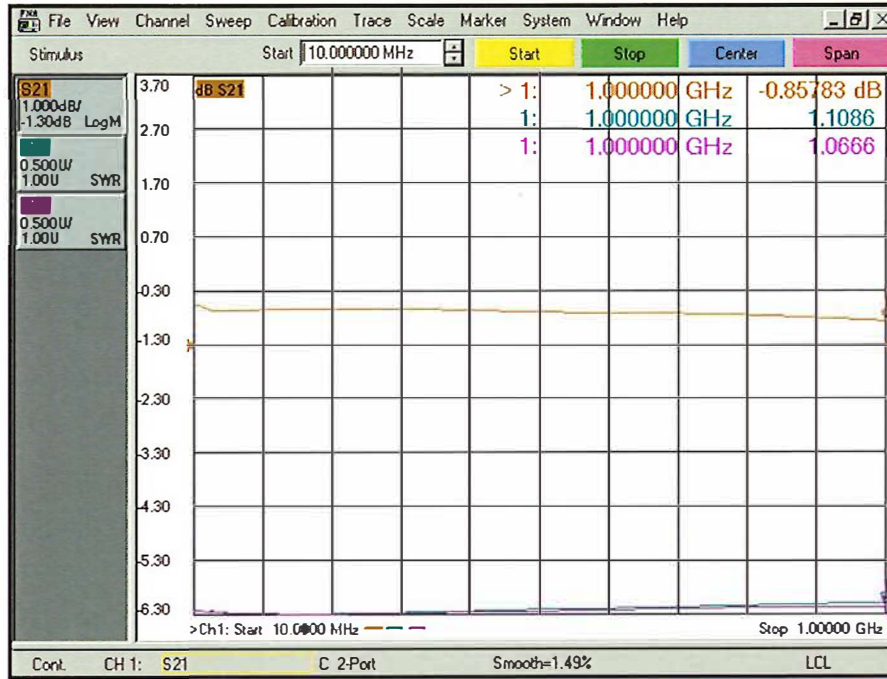 PNA File View Channel Sweep Calibration Trace Scale Marker System Window Help
Stimulus Start 10.000000 MHz Start Stop Center Span
S21
1.000dB/
-1.30dB LogM
0.500U/
1.00U SWR
0.500U/
1.00U SWR
dB S21
> 1: 1.000000 GHz -0.85783 dB
1: 1.000000 GHz 1.1086
1: 1.000000 GHz 1.0666
3.70
2.70
1.70
0.70
-0.30
-1.30
-2.30
-3.30
-4.30
-5.30
-6.30
>Ch1: Start 10.0000 MHz Stop 1.00000 GHz
Cont. CH 1: S21 C 2-Port Smooth=1.49% LCL